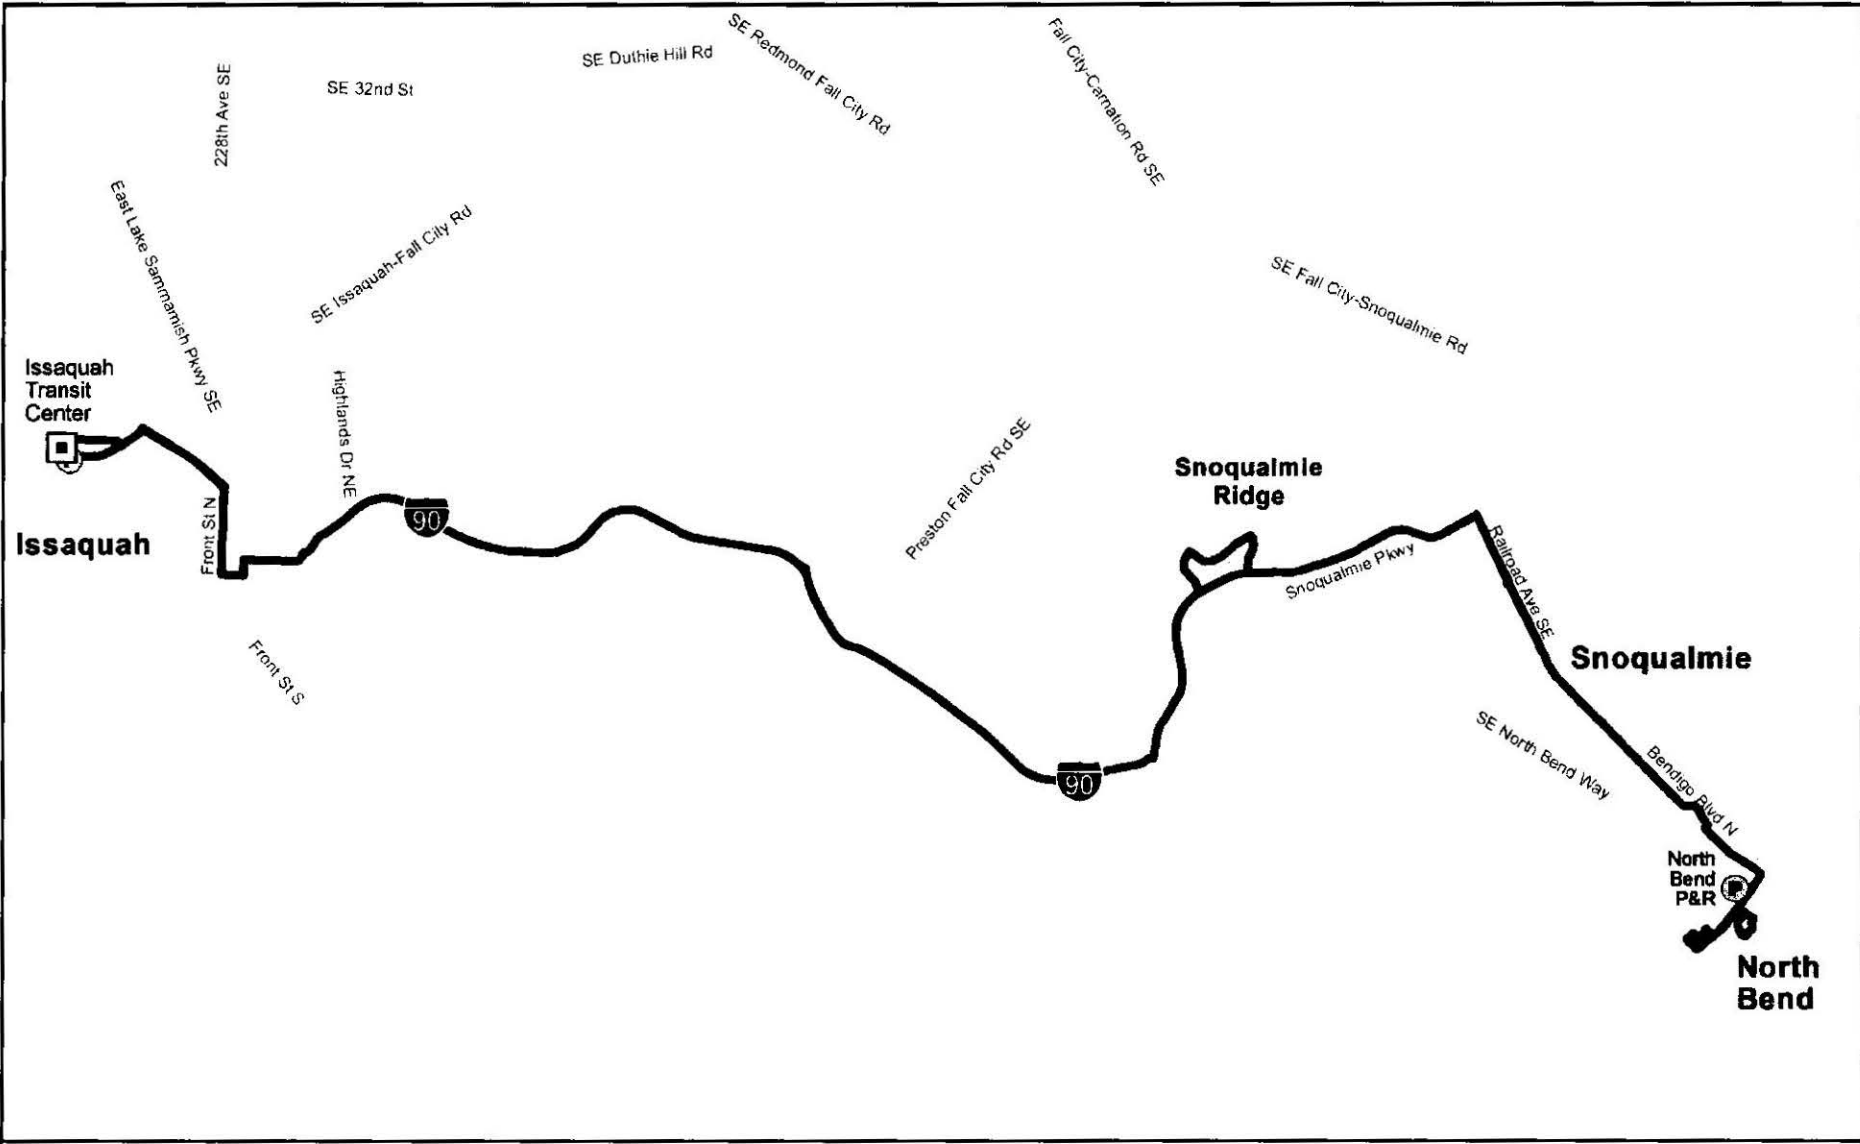 SE Duthie Hill Rd
SE Redmond Fall City Rd
Fall City-Carnation Rd SE
228th Ave SE
SE 32nd St
East Lake Sammamish Pkwy SE
SE Issaquah-Fall City Rd
SE Fall City-Snoqualmie Rd
Issaquah
Transit
Center
Highlands Dr NE
Preston Fall City Rd SE
Snoqualmie
Ridge
Issaquah
Front St N
90
Snoqualmie Pkwy
Railroad Ave SE
Front St S
Snoqualmie
SE North Bend Way
90
Bendigo Blvd N
North
Bend
P&R
P
North
Bend